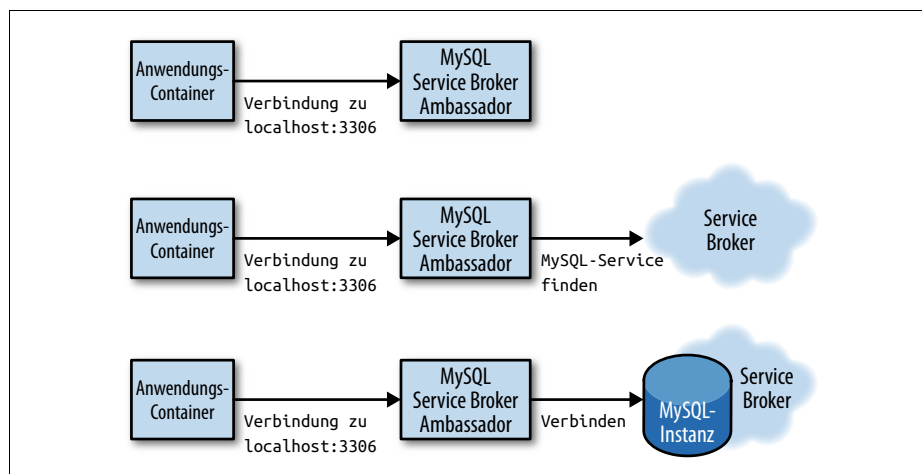 Anwendungs-
Container
Verbindung zu
localhost:3306
MySQL
Service Broker
Ambassador
Anwendungs-
Container
Verbindung zu
localhost:3306
MySQL
Service Broker
Ambassador
MySQL-Service
finden
Service
Broker
Anwendungs-
Container
Verbindung zu
localhost:3306
MySQL
Service Broker
Ambassador
Verbinden
MySQL-
Instanz
Service
Broker